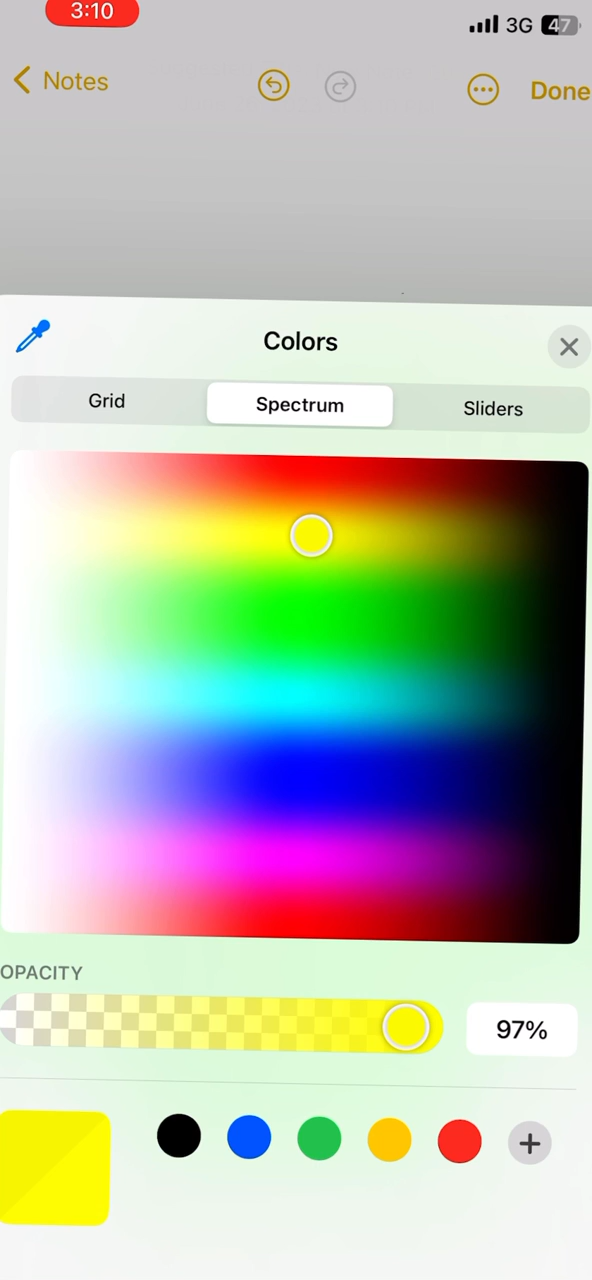 3:10 3G 47
Notes Done
Colors
Grid Spectrum Sliders
OPACITY
97%